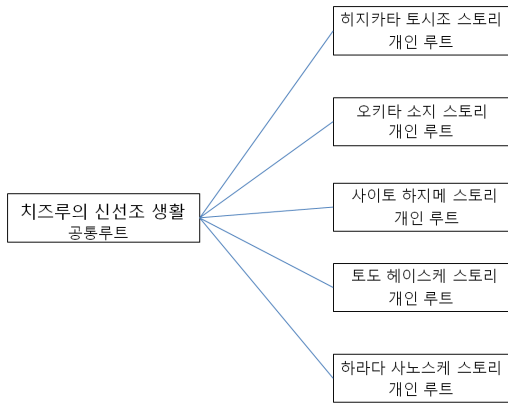 히지카타 토시조 스토리
개인 루트
오키타 소지 스토리
개인 루트
사이토 하지메 스토리
개인 루트
치즈루의 신선조 생활
공통루트
토도 헤이스케 스토리
개인 루트
하라다 사노스케 스토리
개인 루트